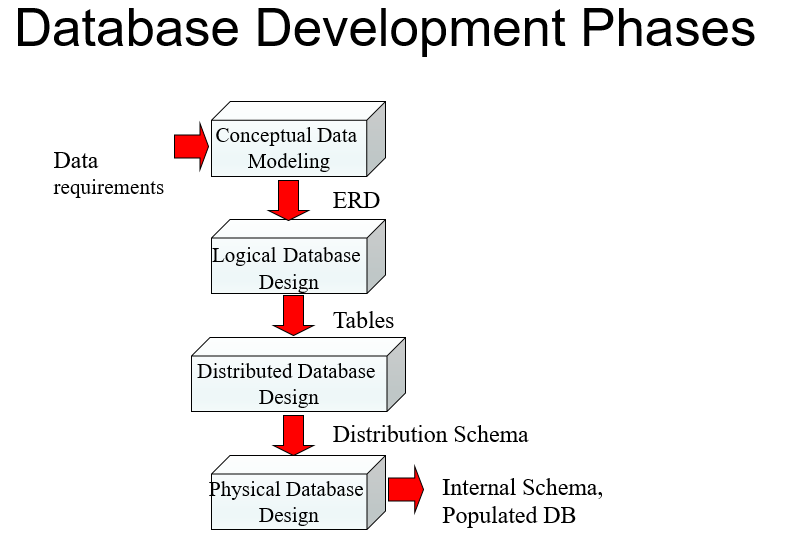 Database Development Phases
Conceptual Data
Modeling
Data
requirements
ERD
Logical Database
Design
Tables
Distributed Database
Design
Distribution Schema
Physical Database
Design
Internal Schema,
Populated DB